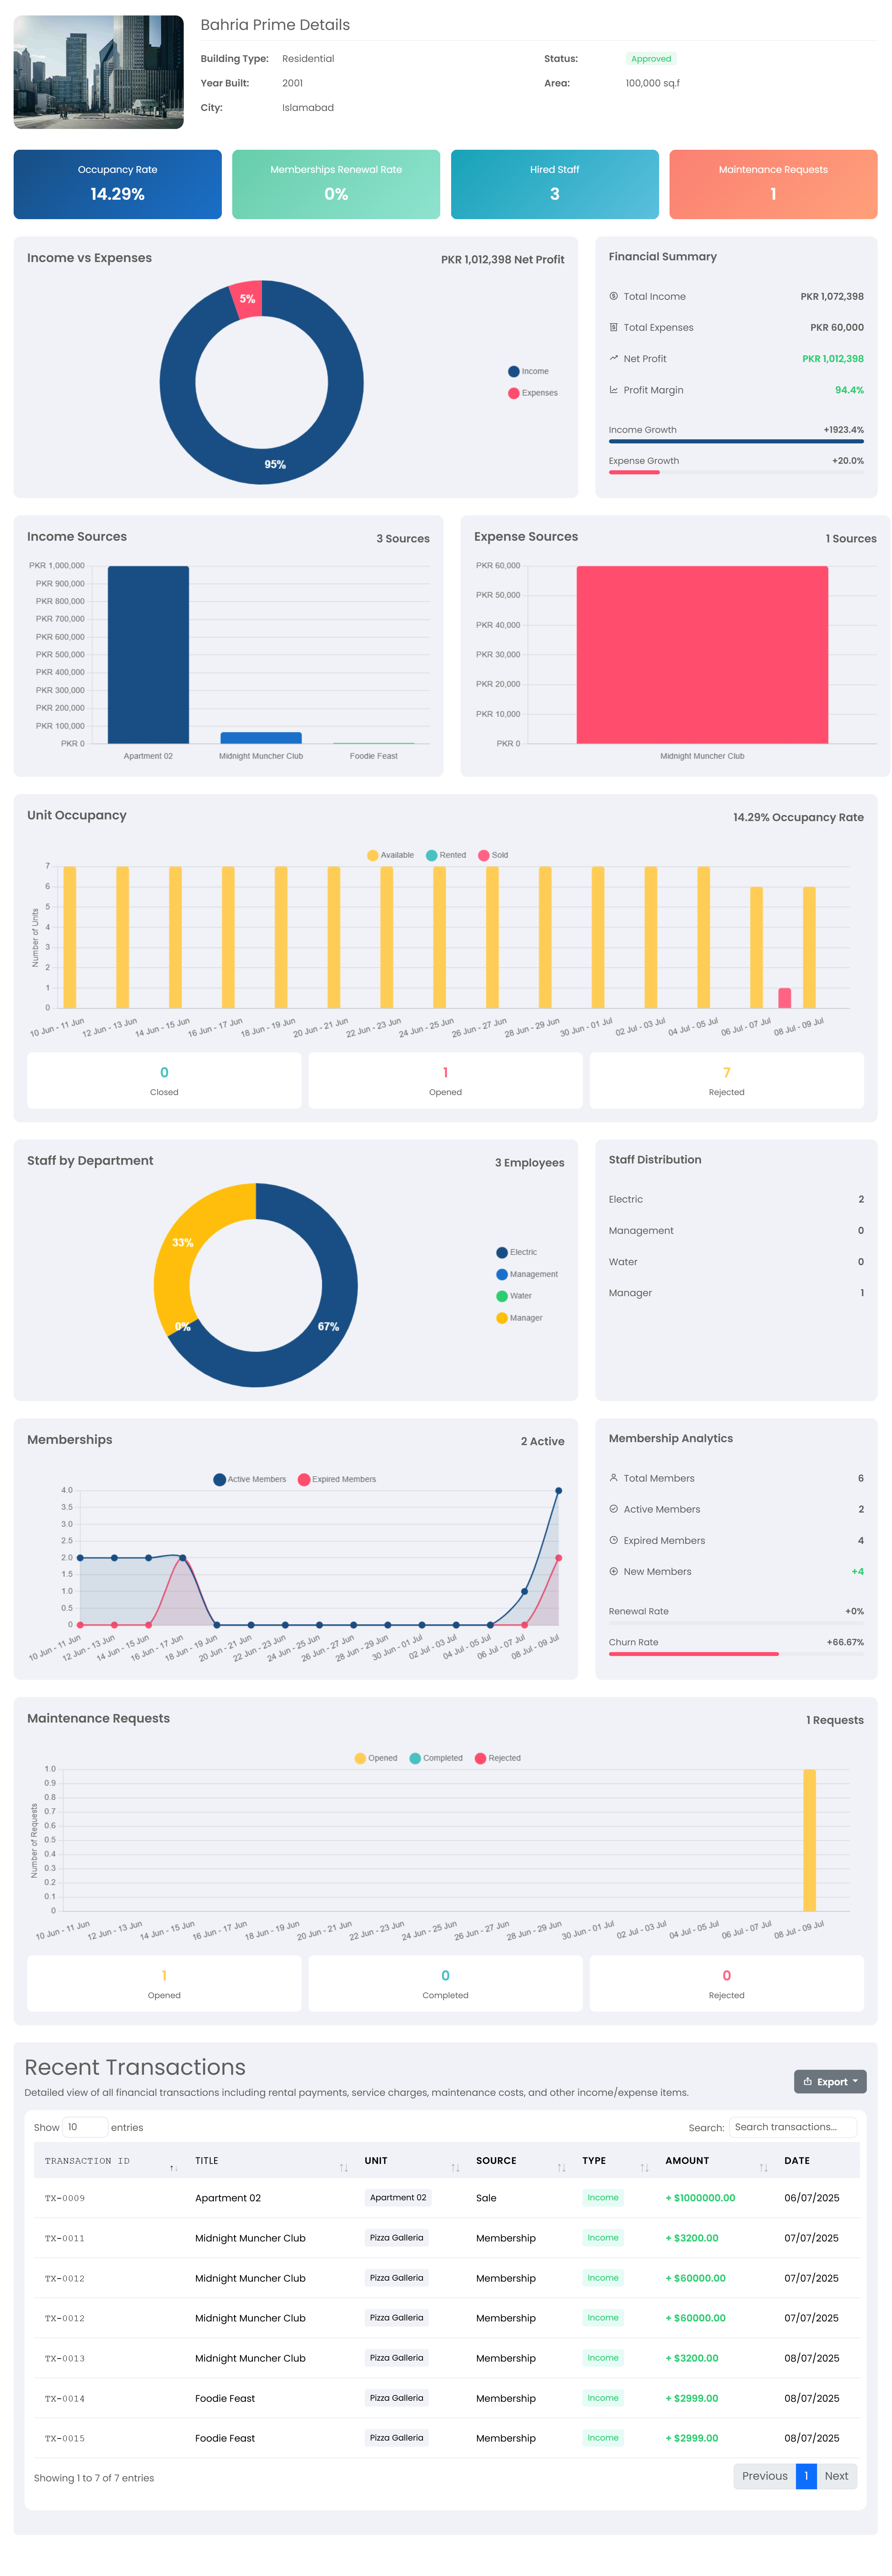 Bahria Prime Details
Building Type: Residential
Status: Approved
Year Built: 2001
Area: 100,000 sq.f
City: Islamabad
Occupancy Rate
14.29%
Memberships Renewal Rate
0%
Hired Staff
3
Maintenance Requests
1
Income vs Expenses
PKR 1,012,398 Net Profit
5%
95%
Income
Expenses
Financial Summary
Total Income PKR 1,072,398
Total Expenses PKR 60,000
Net Profit PKR 1,012,398
Profit Margin 94.4%
Income Growth +1923.4%
Expense Growth +20.0%
Income Sources
3 Sources
PKR 1,000,000
PKR 900,000
PKR 800,000
PKR 700,000
PKR 600,000
PKR 500,000
PKR 400,000
PKR 300,000
PKR 200,000
PKR 100,000
PKR 0
Apartment 02 Midnight Muncher Club Foodie Feast
Expense Sources
1 Sources
PKR 60,000
PKR 50,000
PKR 40,000
PKR 30,000
PKR 20,000
PKR 10,000
PKR 0
Midnight Muncher Club
Unit Occupancy
14.29% Occupancy Rate
Available Rented Sold
Number of Units
7
6
5
4
3
2
1
0
10 Jun - 11 Jun 12 Jun - 13 Jun 14 Jun - 15 Jun 16 Jun - 17 Jun 18 Jun - 19 Jun 20 Jun - 21 Jun 22 Jun - 23 Jun 24 Jun - 25 Jun 26 Jun - 27 Jun 28 Jun - 29 Jun 30 Jun - 01 Jul 02 Jul - 03 Jul 04 Jul - 05 Jul 06 Jul - 07 Jul 08 Jul - 09 Jul
0
Closed
1
Opened
7
Rejected
Staff by Department
3 Employees
33%
0%
67%
Electric
Management
Water
Manager
Staff Distribution
Electric 2
Management 0
Water 0
Manager 1
Memberships
2 Active
Active Members Expired Members
4.0
3.5
3.0
2.5
2.0
1.5
1.0
0.5
0
10 Jun - 11 Jun 12 Jun - 13 Jun 14 Jun - 15 Jun 16 Jun - 17 Jun 18 Jun - 19 Jun 20 Jun - 21 Jun 22 Jun - 23 Jun 24 Jun - 25 Jun 26 Jun - 27 Jun 28 Jun - 29 Jun 30 Jun - 01 Jul 02 Jul - 03 Jul 04 Jul - 05 Jul 06 Jul - 07 Jul 08 Jul - 09 Jul
Membership Analytics
Total Members 6
Active Members 2
Expired Members 4
New Members +4
Renewal Rate +0%
Churn Rate +66.67%
Maintenance Requests
1 Requests
Opened Completed Rejected
Number of Requests
1.0
0.9
0.8
0.7
0.6
0.5
0.4
0.3
0.2
0.1
0
10 Jun - 11 Jun 12 Jun - 13 Jun 14 Jun - 15 Jun 16 Jun - 17 Jun 18 Jun - 19 Jun 20 Jun - 21 Jun 22 Jun - 23 Jun 24 Jun - 25 Jun 26 Jun - 27 Jun 28 Jun - 29 Jun 30 Jun - 01 Jul 02 Jul - 03 Jul 04 Jul - 05 Jul 06 Jul - 07 Jul 08 Jul - 09 Jul
1
Opened
0
Completed
0
Rejected
Recent Transactions
Export
Detailed view of all financial transactions including rental payments, service charges, maintenance costs, and other income/expense items.
Show 10 entries
Search: Search transactions...
TRANSACTION ID TITLE UNIT SOURCE TYPE AMOUNT DATE
TX-0009 Apartment 02 Apartment 02 Sale Income + $1000000.00 06/07/2025
TX-0011 Midnight Muncher Club Pizza Galleria Membership Income + $3200.00 07/07/2025
TX-0012 Midnight Muncher Club Pizza Galleria Membership Income + $60000.00 07/07/2025
TX-0012 Midnight Muncher Club Pizza Galleria Membership Income + $60000.00 07/07/2025
TX-0013 Midnight Muncher Club Pizza Galleria Membership Income + $3200.00 08/07/2025
TX-0014 Foodie Feast Pizza Galleria Membership Income + $2999.00 08/07/2025
TX-0015 Foodie Feast Pizza Galleria Membership Income + $2999.00 08/07/2025
Showing 1 to 7 of 7 entries
Previous 1 Next